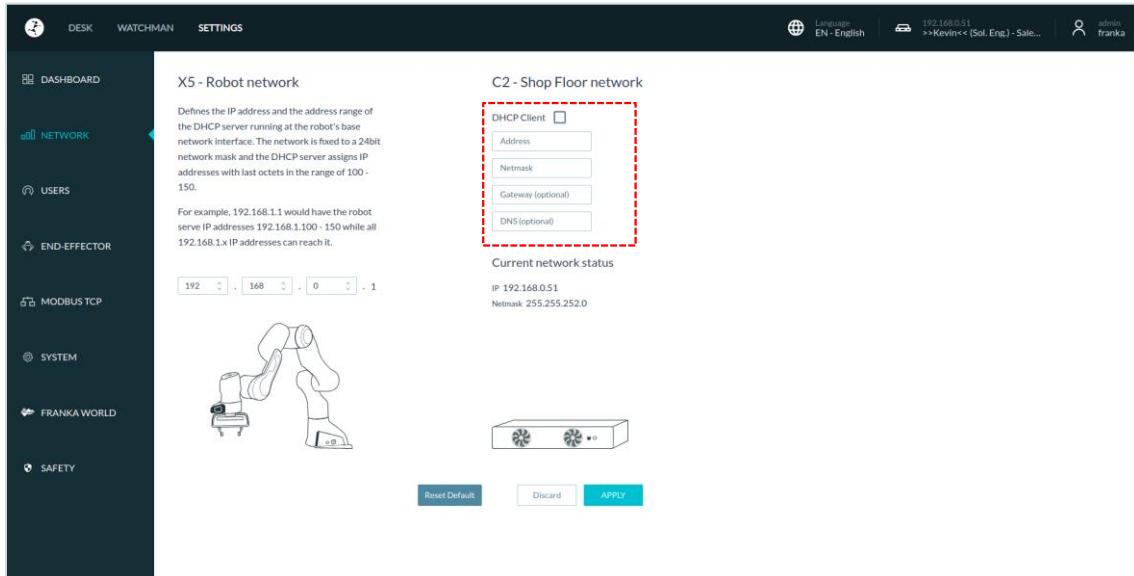 DESK WATCHMAN SETTINGS
Language
EN - English
192.168.0.51
>>Kevin<< (Sol. Eng.) - Sale...
admin
franka
DASHBOARD
NETWORK
USERS
END-EFFECTOR
MODBUS TCP
SYSTEM
FRANKA WORLD
SAFETY
X5 - Robot network
Defines the IP address and the address range of
the DHCP server running at the robot's base
network interface. The network is fixed to a 24bit
network mask and the DHCP server assigns IP
addresses with last octets in the range of 100 -
150.
For example, 192.168.1.1 would have the robot
serve IP addresses 192.168.1.100 - 150 while all
192.168.1.x IP addresses can reach it.
192 . 168 . 0 . 1
C2 - Shop Floor network
DHCP Client
Address
Netmask
Gateway (optional)
DNS (optional)
Current network status
IP 192.168.0.51
Netmask 255.255.252.0
Reset Default Discard APPLY